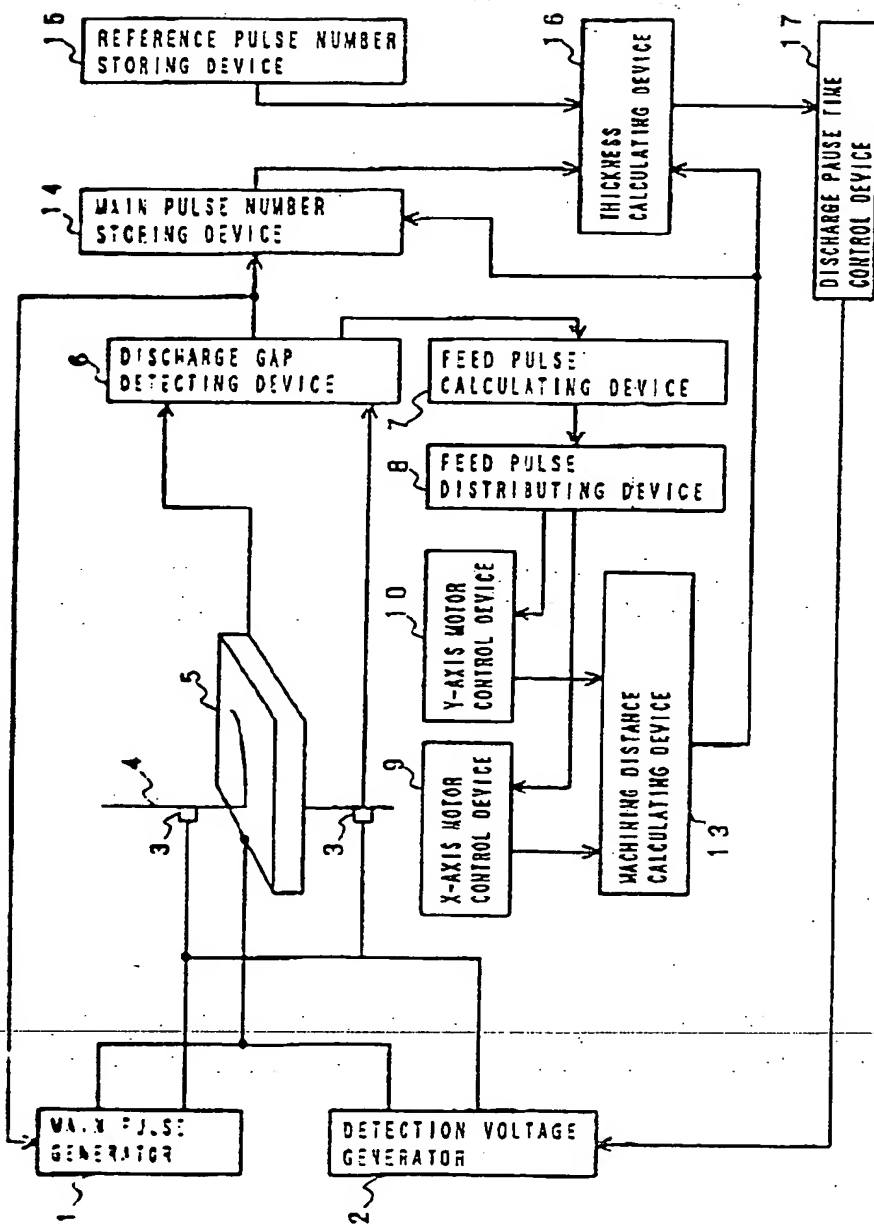 15
REFERENCE PULSE NUMBER
STORING DEVICE
16
THICKNESS
CALCULATING DEVICE
17
DISCHARGE PAUSE TIME
CONTROL DEVICE
14
MAIN PULSE NUMBER
STORING DEVICE
6
DISCHARGE GAP
DETECTING DEVICE
7
FEED PULSE
CALCULATING DEVICE
8
FEED PULSE
DISTRIBUTING DEVICE
10
Y-AXIS MOTOR
CONTROL DEVICE
9
X-AXIS MOTOR
CONTROL DEVICE
MACHINING DISTANCE
CALCULATING DEVICE
13
4
5
3
3
MAIN PULSE
GENERATOR
1
DETECTION VOLTAGE
GENERATOR
2